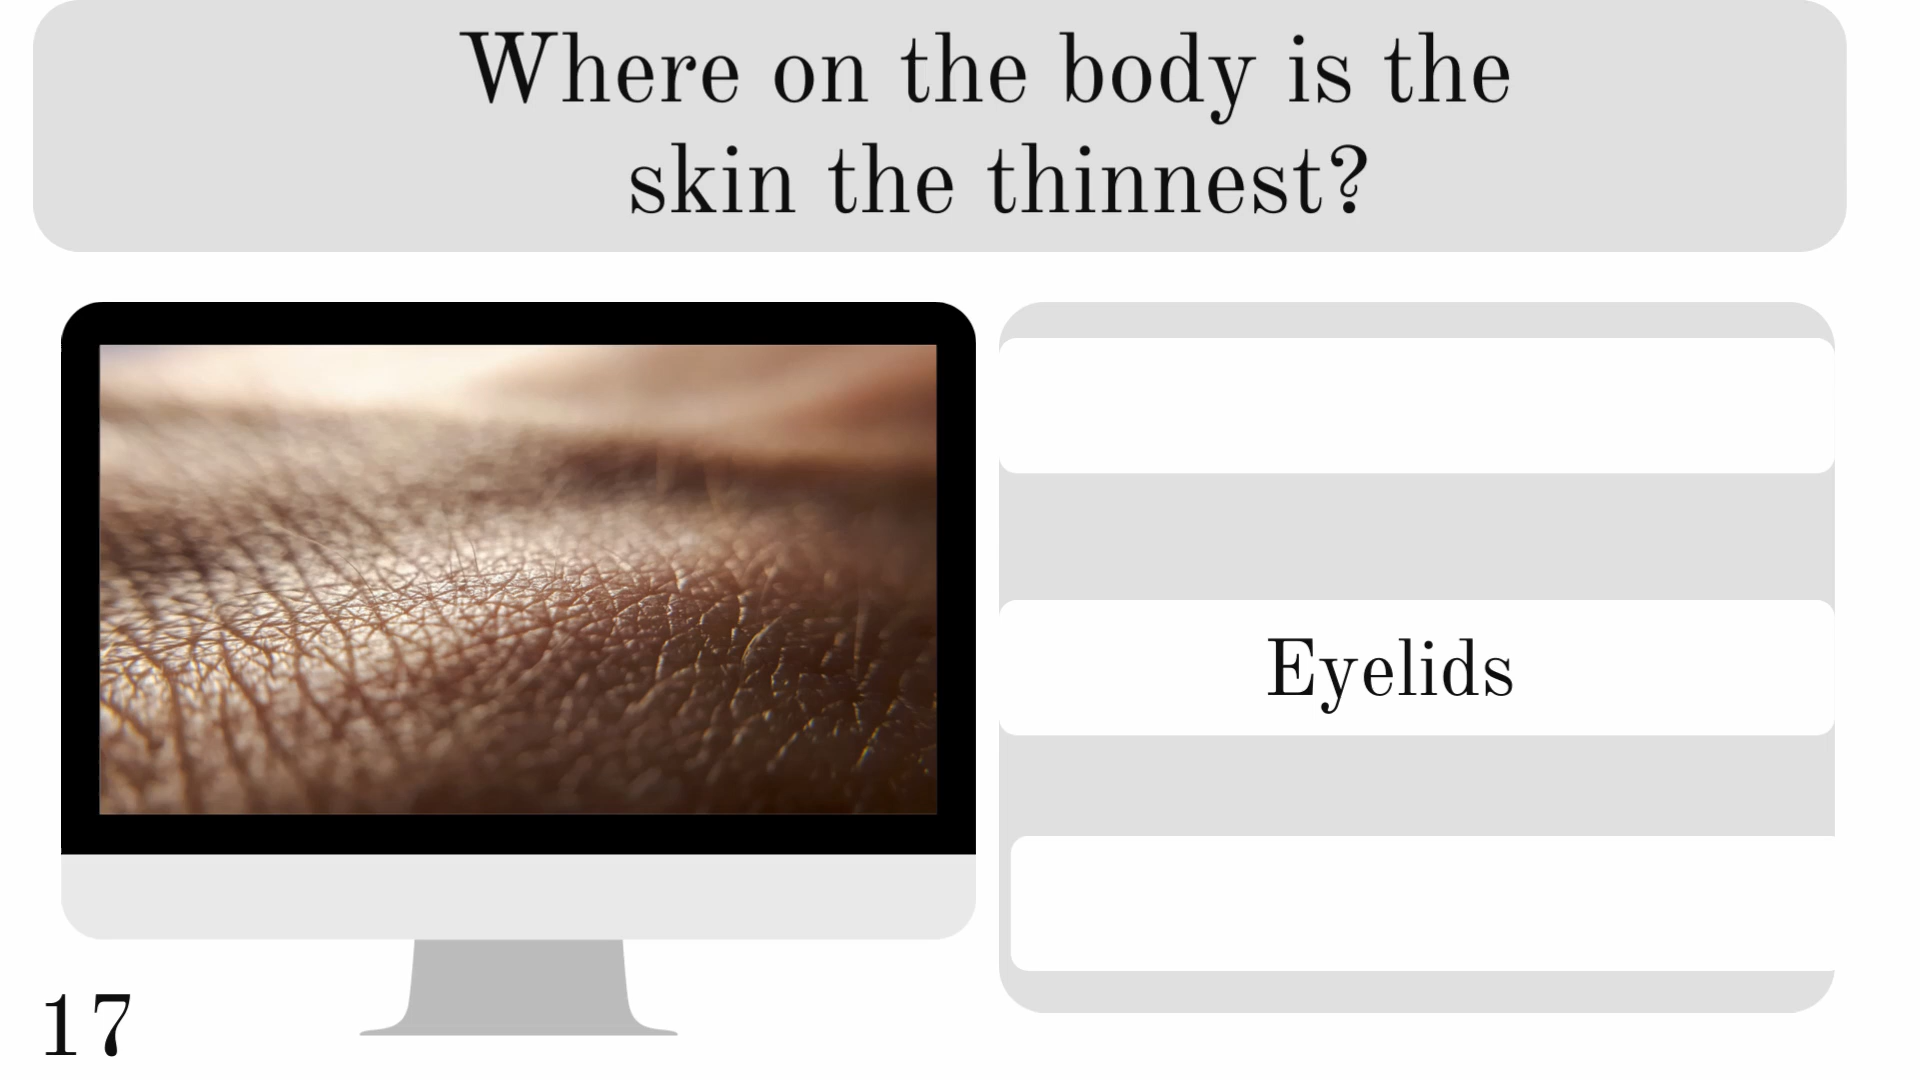 Where on the body is the
skin the thinnest?
Eyelids
17